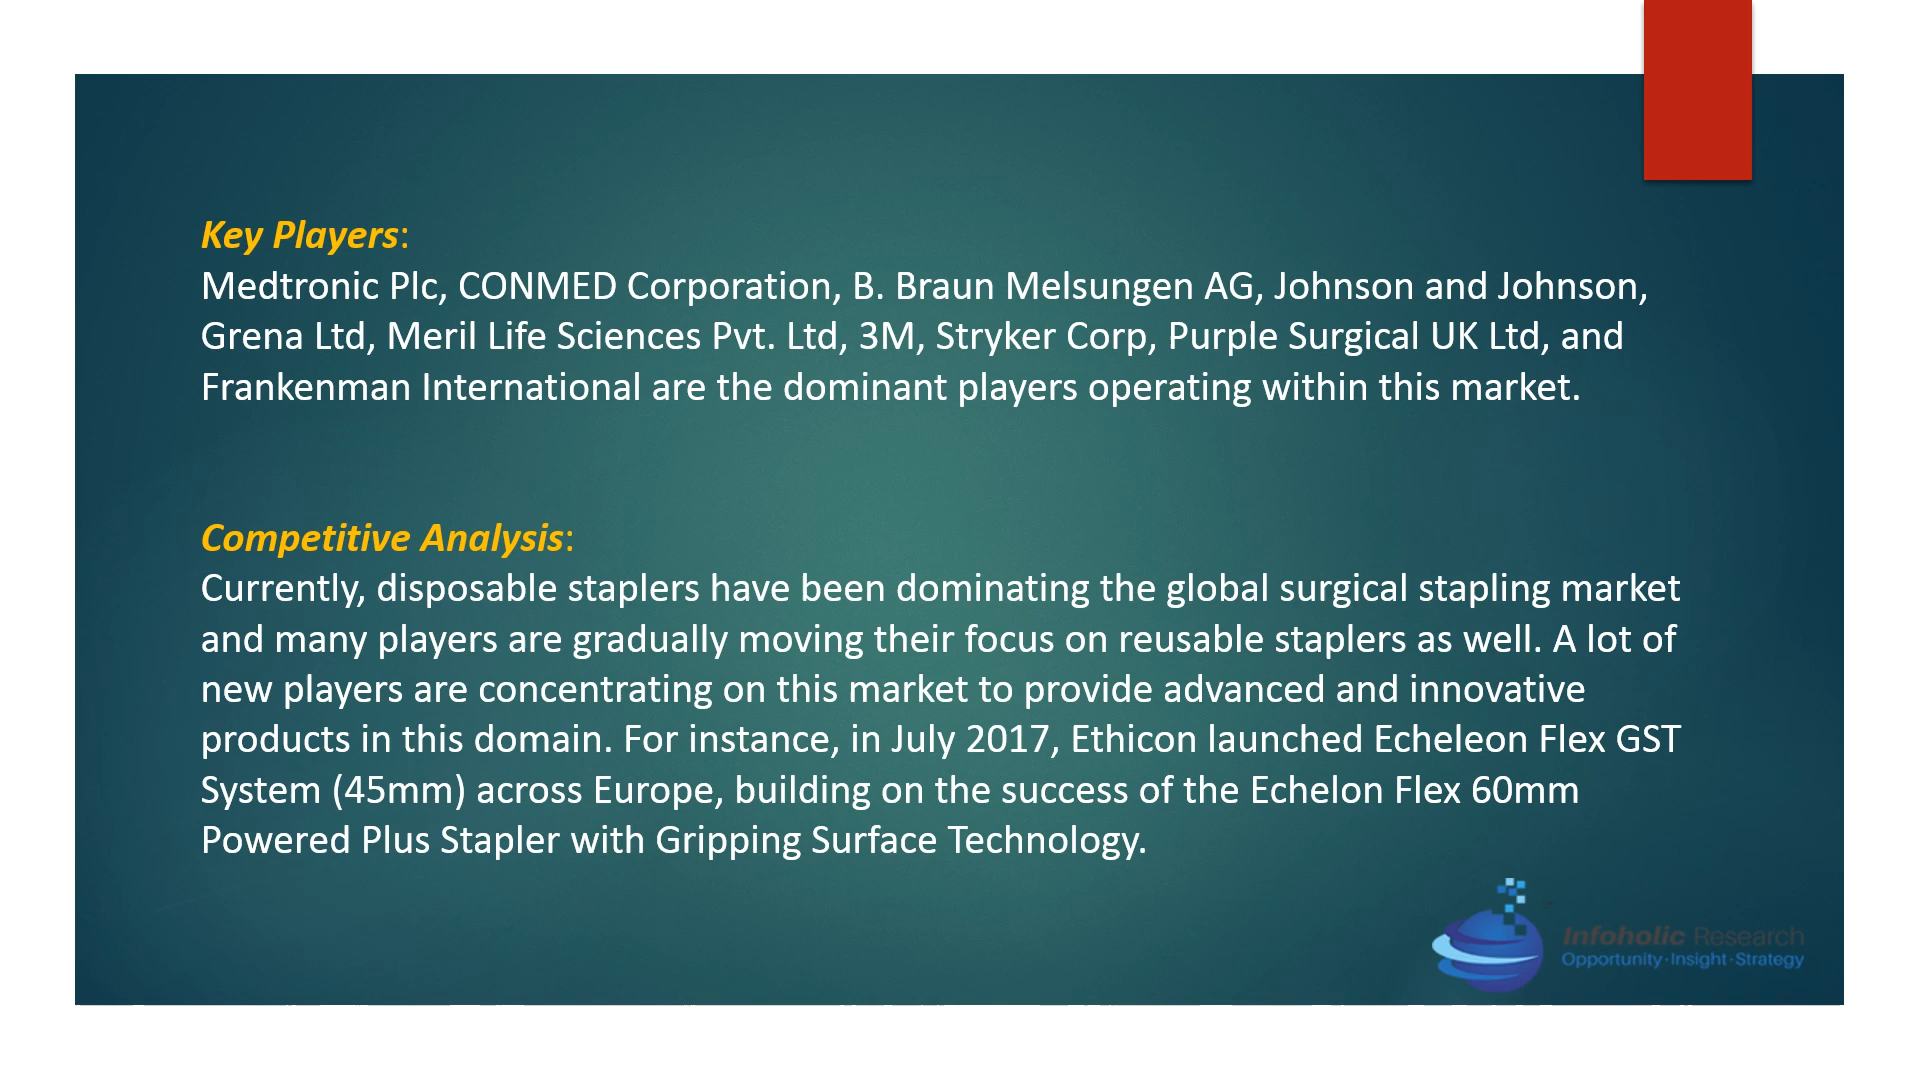 Key Players:
Medtronic Plc, CONMED Corporation, B. Braun Melsungen AG, Johnson and Johnson,
Grena Ltd, Meril Life Sciences Pvt. Ltd, 3M, Stryker Corp, Purple Surgical UK Ltd, and
Frankenman International are the dominant players operating within this market.
Competitive Analysis:
Currently, disposable staplers have been dominating the global surgical stapling market
and many players are gradually moving their focus on reusable staplers as well. A lot of
new players are concentrating on this market to provide advanced and innovative
products in this domain. For instance, in July 2017, Ethicon launched Echeleon Flex GST
System (45mm) across Europe, building on the success of the Echelon Flex 60mm
Powered Plus Stapler with Gripping Surface Technology.
Infoholic Research
Opportunity·Insight·Strategy